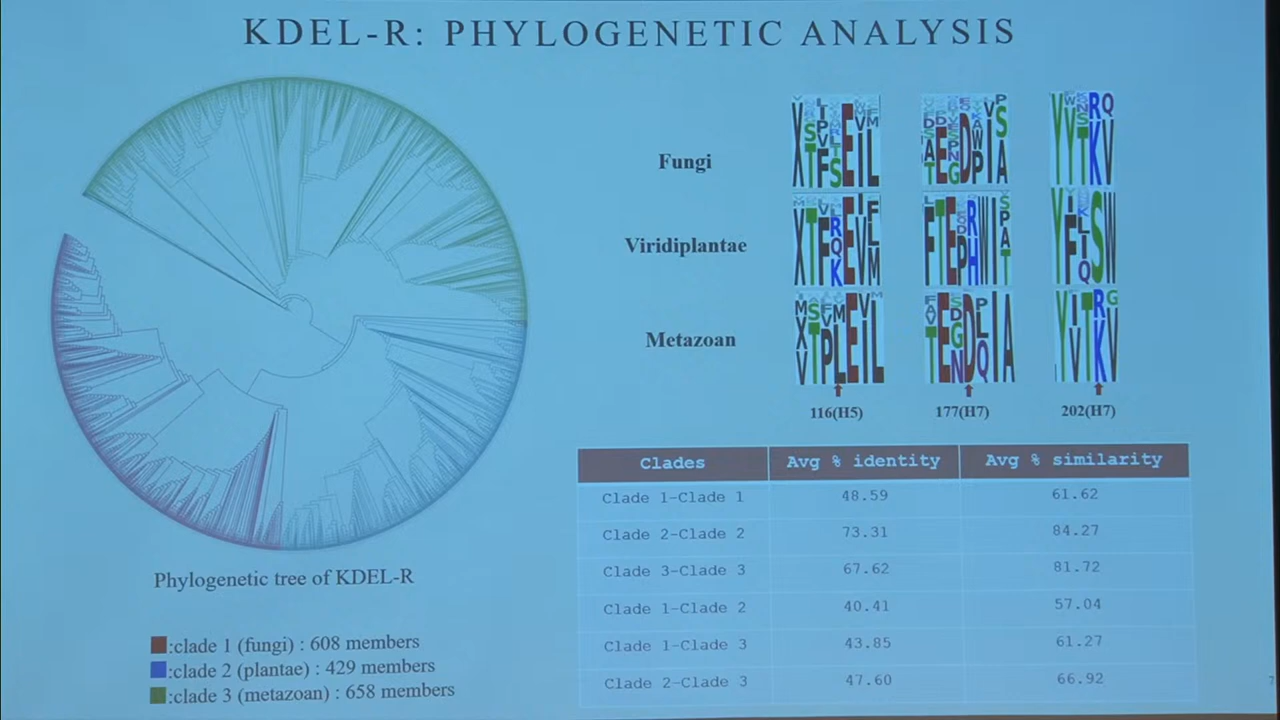 KDEL-R: PHYLOGENETIC ANALYSIS
Fungi
Viridiplantae
Metazoan
116(H5) 177(H7) 202(H7)
Clades Avg % identity Avg % similarity
Clade 1-Clade 1 48.59 61.62
Clade 2-Clade 2 73.31 84.27
Clade 3-Clade 3 67.62 81.72
Clade 1-Clade 2 40.41 57.04
Clade 1-Clade 3 43.85 61.27
Clade 2-Clade 3 47.60 66.92
Phylogenetic tree of KDEL-R
:clade 1 (fungi) : 608 members
:clade 2 (plantae) : 429 members
:clade 3 (metazoan) : 658 members
7